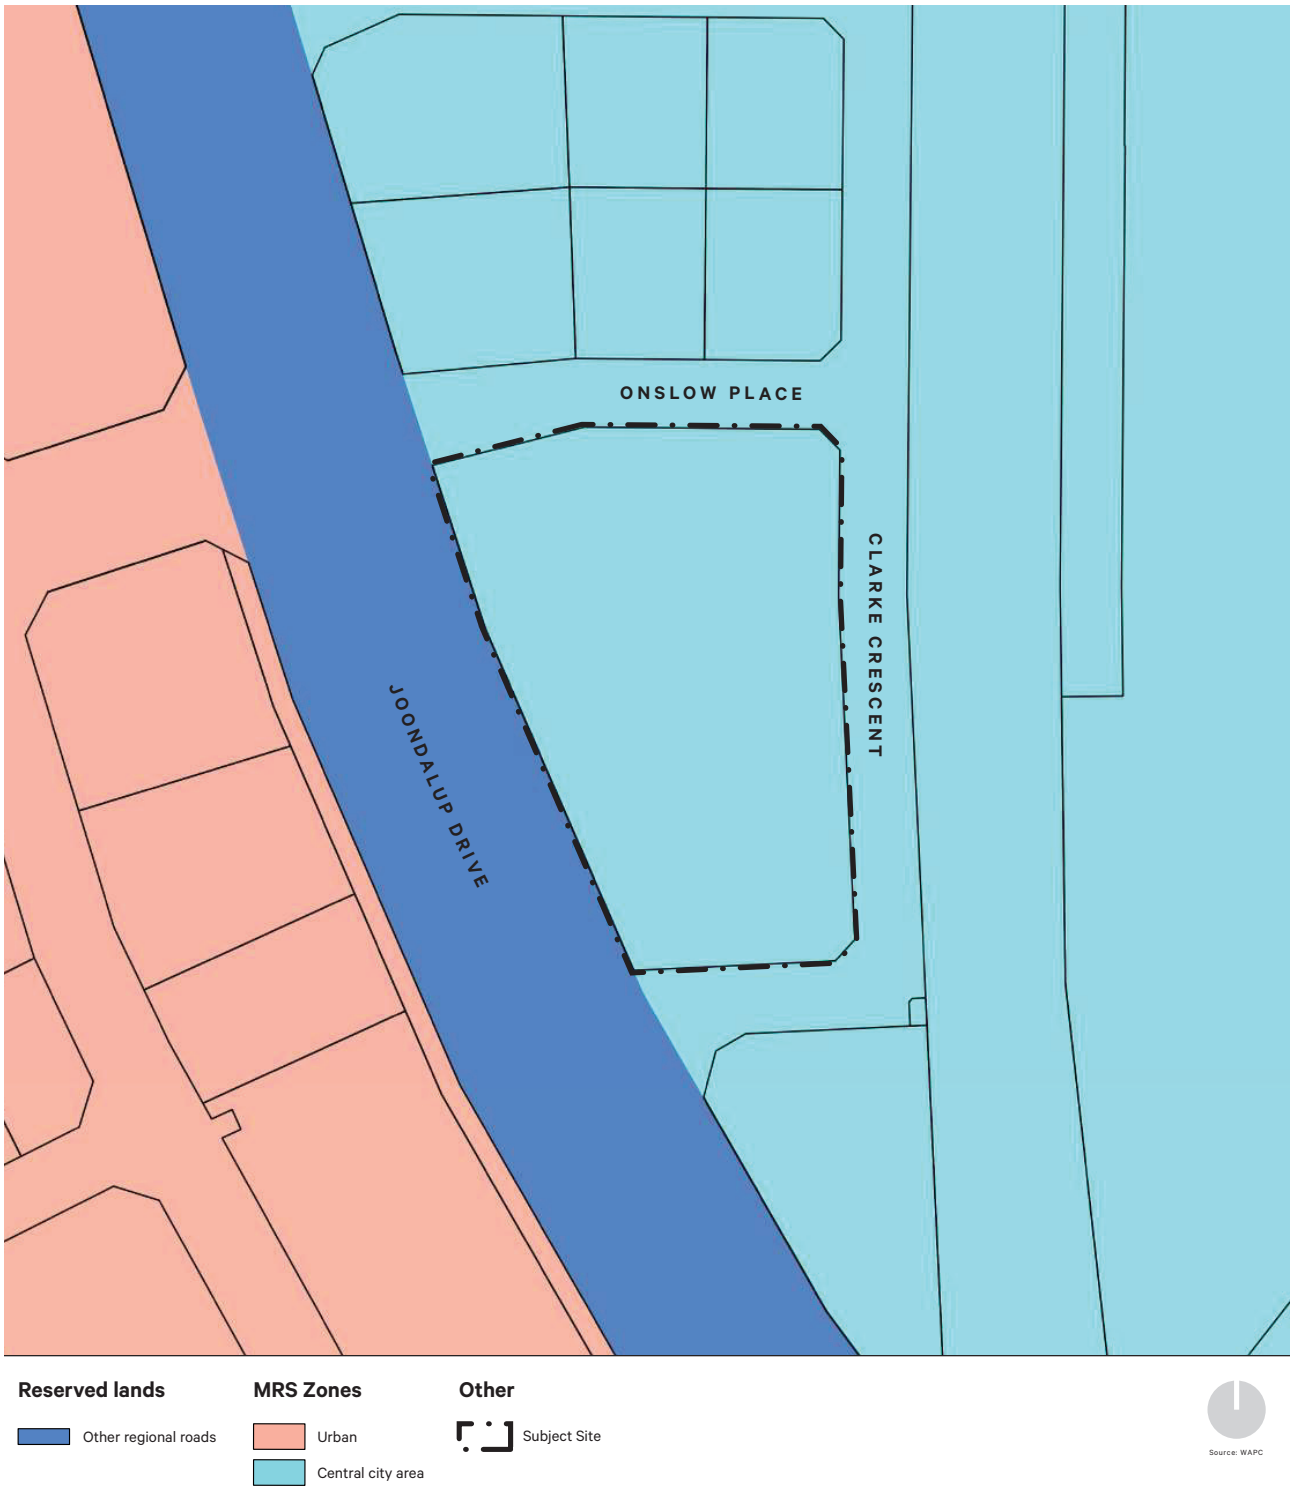 ONSLOW PLACE
CLARKE CRESCENT
JOONDALUP DRIVE
Reserved lands
Other regional roads
MRS Zones
Urban
Central city area
Other
Subject Site
Source: WAPC